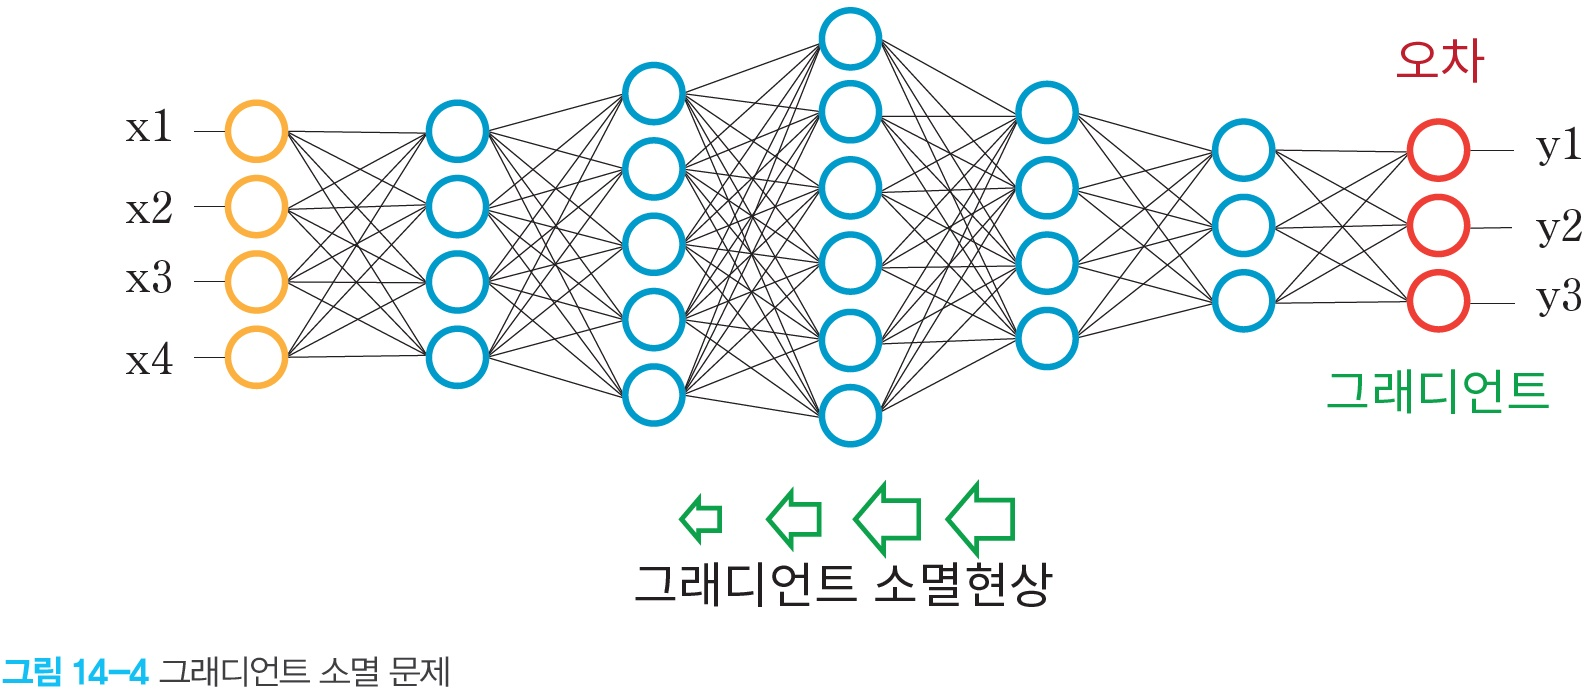 오차
x1
x2
x3
x4
y1
y2
y3
그래디언트
그래디언트 소멸현상
그림 14-4 그래디언트 소멸 문제